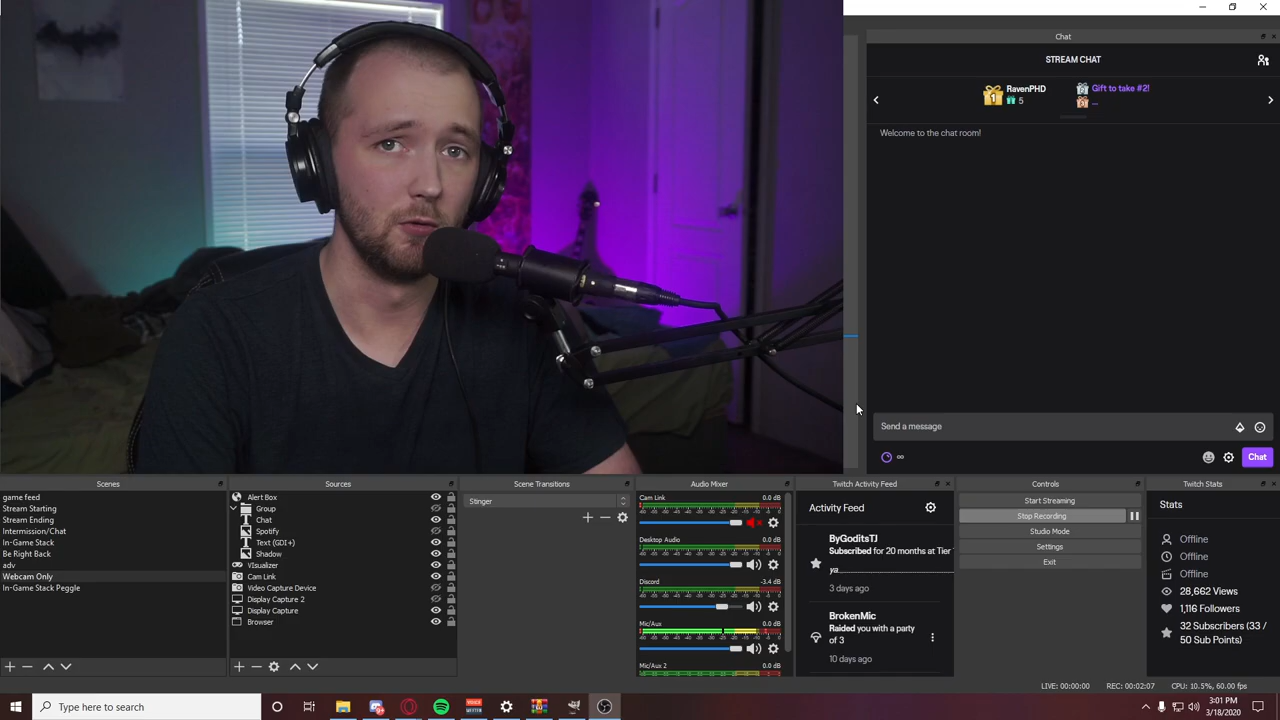 Chat
STREAM CHAT
RavenPHD
5
1
Gift to take #2!
...
Welcome to the chat room!
Send a message
∞
Chat
Scenes
game feed
Stream Starting
Stream Ending
Intermission/Chat
In-Game Stack
Be Right Back
adv
Webcam Only
In-Game Stack Peggle
Sources
Alert Box
Group
Chat
Spotify
Text (GDI+)
Shadow
Visualizer
Cam Link
Video Capture Device
Display Capture 2
Display Capture
Browser
Scene Transitions
Stinger
Audio Mixer
Cam Link 0.0 dB
Desktop Audio 0.0 dB
Discord -3.4 dB
Mic/Aux 0.0 dB
Mic/Aux 2 0.0 dB
Twitch Activity Feed
Activity Feed
ByGoditsTJ
Subscribed for 20 months at Tier
ya
3 days ago
BrokenMic
Raided you with a party
of 3
10 days ago
Controls
Start Streaming
Stop Recording
Studio Mode
Settings
Exit
Twitch Stats
Stats
Offline
Offline
Offline
28,662 Views
1,116 Followers
32 Subscribers (33 /
50 Sub Points)
LIVE: 00:00:00 REC: 00:02:07 CPU: 10.5%, 60.00 fps
Type here to search
3:01 PM
3/18/2020